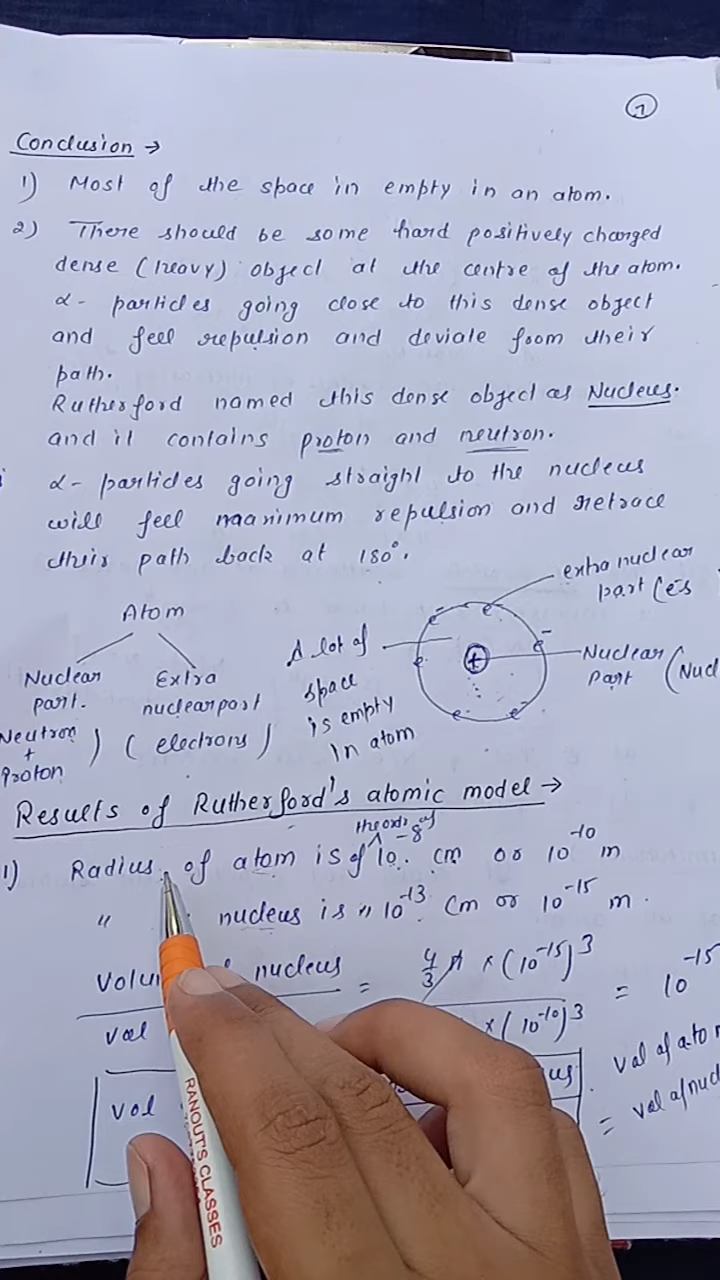 7
Conclusion →
1) Most of the space in empty in an atom.
2) There should be some hard positively charged
dense (heavy) object at the centre of the atom.
α- particles going close to this dense object
and feel repulsion and deviate from their
path.
Rutherford named this dense object as Nucleus.
and it contains proton and neutron.
α- particles going straight to the nucleus
will feel maximum repulsion and retrace
their path back at 180°.
Atom
Nuclear part.
Extra nuclear part
Neutron + Proton ) ( electrons )
A lot of space is empty in atom
extra nuclear part (e-s
Nuclear part (Nucl
+
e- e- e- e- e- e-
Results of Rutherford's atomic model →
1) Radius of atom is of the order of 10-8 cm or 10-10 m
" nucleus is " 10-13 cm or 10-15 m.
nucleus = 4/3 π × (10-15)3 = 10-15
× (10-10)3
vol
vol of atom
= vol of nucl
RANOUT'S CLASSES